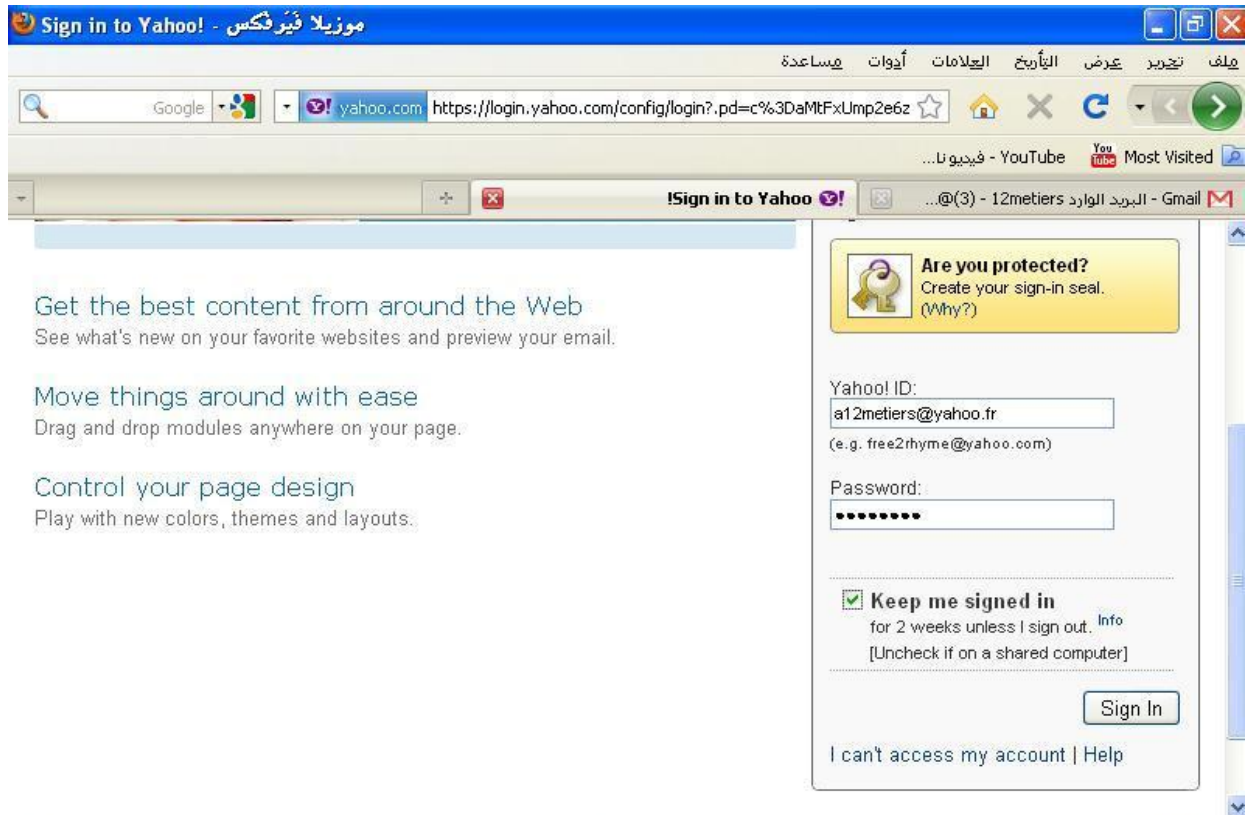 Sign in to Yahoo! - موزيلا فَيَرفُكس
ملف تحرير عرض التأريخ العلامات أدوات مساعدة
Google yahoo.com https://login.yahoo.com/config/login?.pd=c%3DaMtFxUmp2e6z
Most Visited YouTube - فيديو نا...
Gmail - البريد الوارد (3) - 12metiers@...
Sign in to Yahoo!
Get the best content from around the Web
See what's new on your favorite websites and preview your email.
Move things around with ease
Drag and drop modules anywhere on your page.
Control your page design
Play with new colors, themes and layouts.
Are you protected?
Create your sign-in seal.
(Why?)
Yahoo! ID:
a12metiers@yahoo.fr
(e.g. free2rhyme@yahoo.com)
Password:
••••••••
Keep me signed in
for 2 weeks unless I sign out. Info
[Uncheck if on a shared computer]
Sign In
I can't access my account | Help